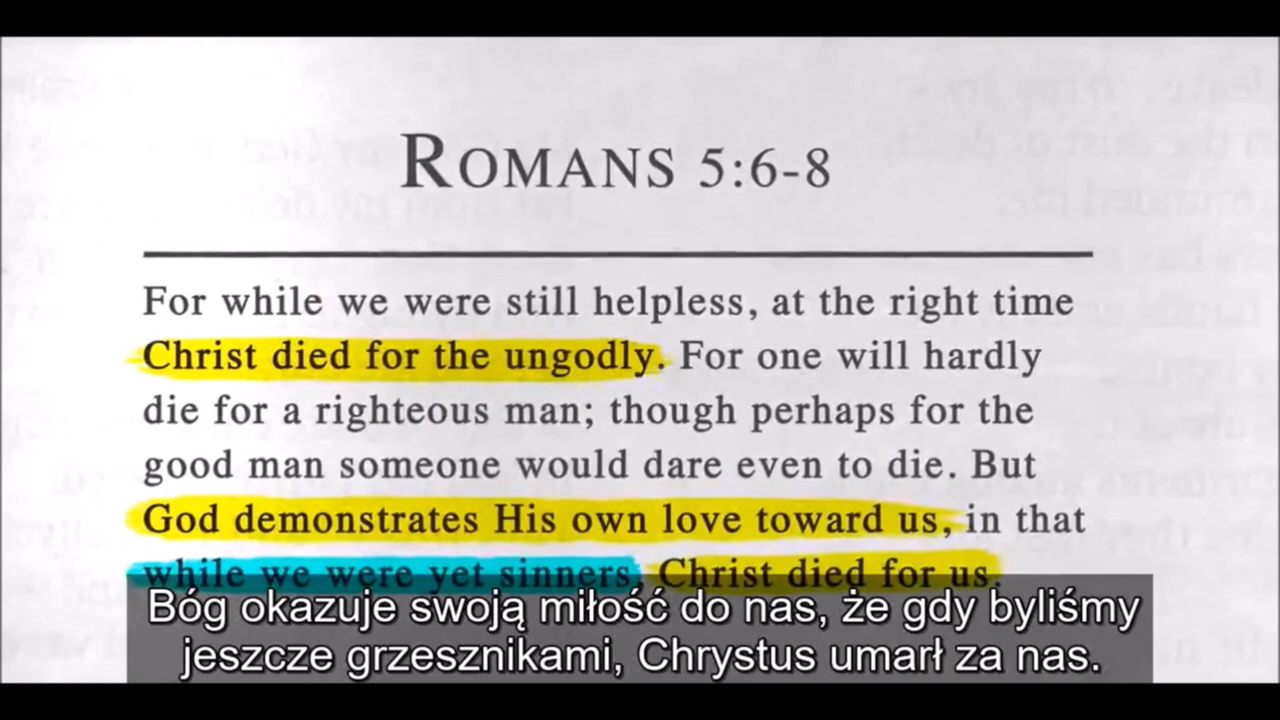 ROMANS 5:6-8
For while we were still helpless, at the right time
Christ died for the ungodly. For one will hardly
die for a righteous man; though perhaps for the
good man someone would dare even to die. But
God demonstrates His own love toward us, in that
while we were yet sinners, Christ died for us.
Bóg okazuje swoją miłość do nas, że gdy byliśmy
jeszcze grzesznikami, Chrystus umarł za nas.